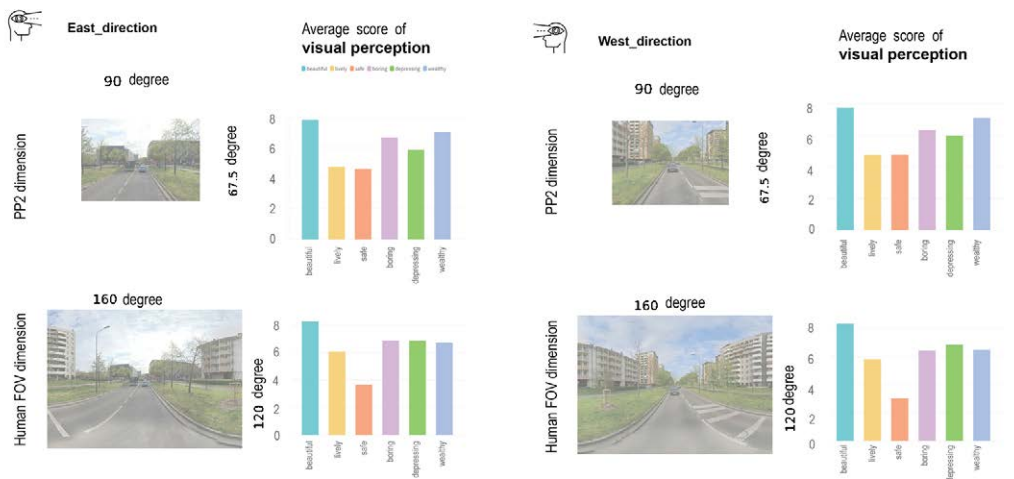 East_direction
Average score of
visual perception
beautiful lively safe boring depressing wealthy
90 degree
PP2 dimension
67.5 degree
8
6
4
2
0
beautiful
lively
safe
boring
depressing
wealthy
160 degree
Human FOV dimension
120 degree
8
6
4
2
0
beautiful
lively
safe
boring
depressing
wealthy
West_direction
Average score of
visual perception
90 degree
PP2 dimension
67.5 degree
8
6
4
2
0
beautiful
lively
safe
boring
depressing
wealthy
160 degree
Human FOV dimension
120 degree
8
6
4
2
0
beautiful
lively
safe
boring
depressing
wealthy